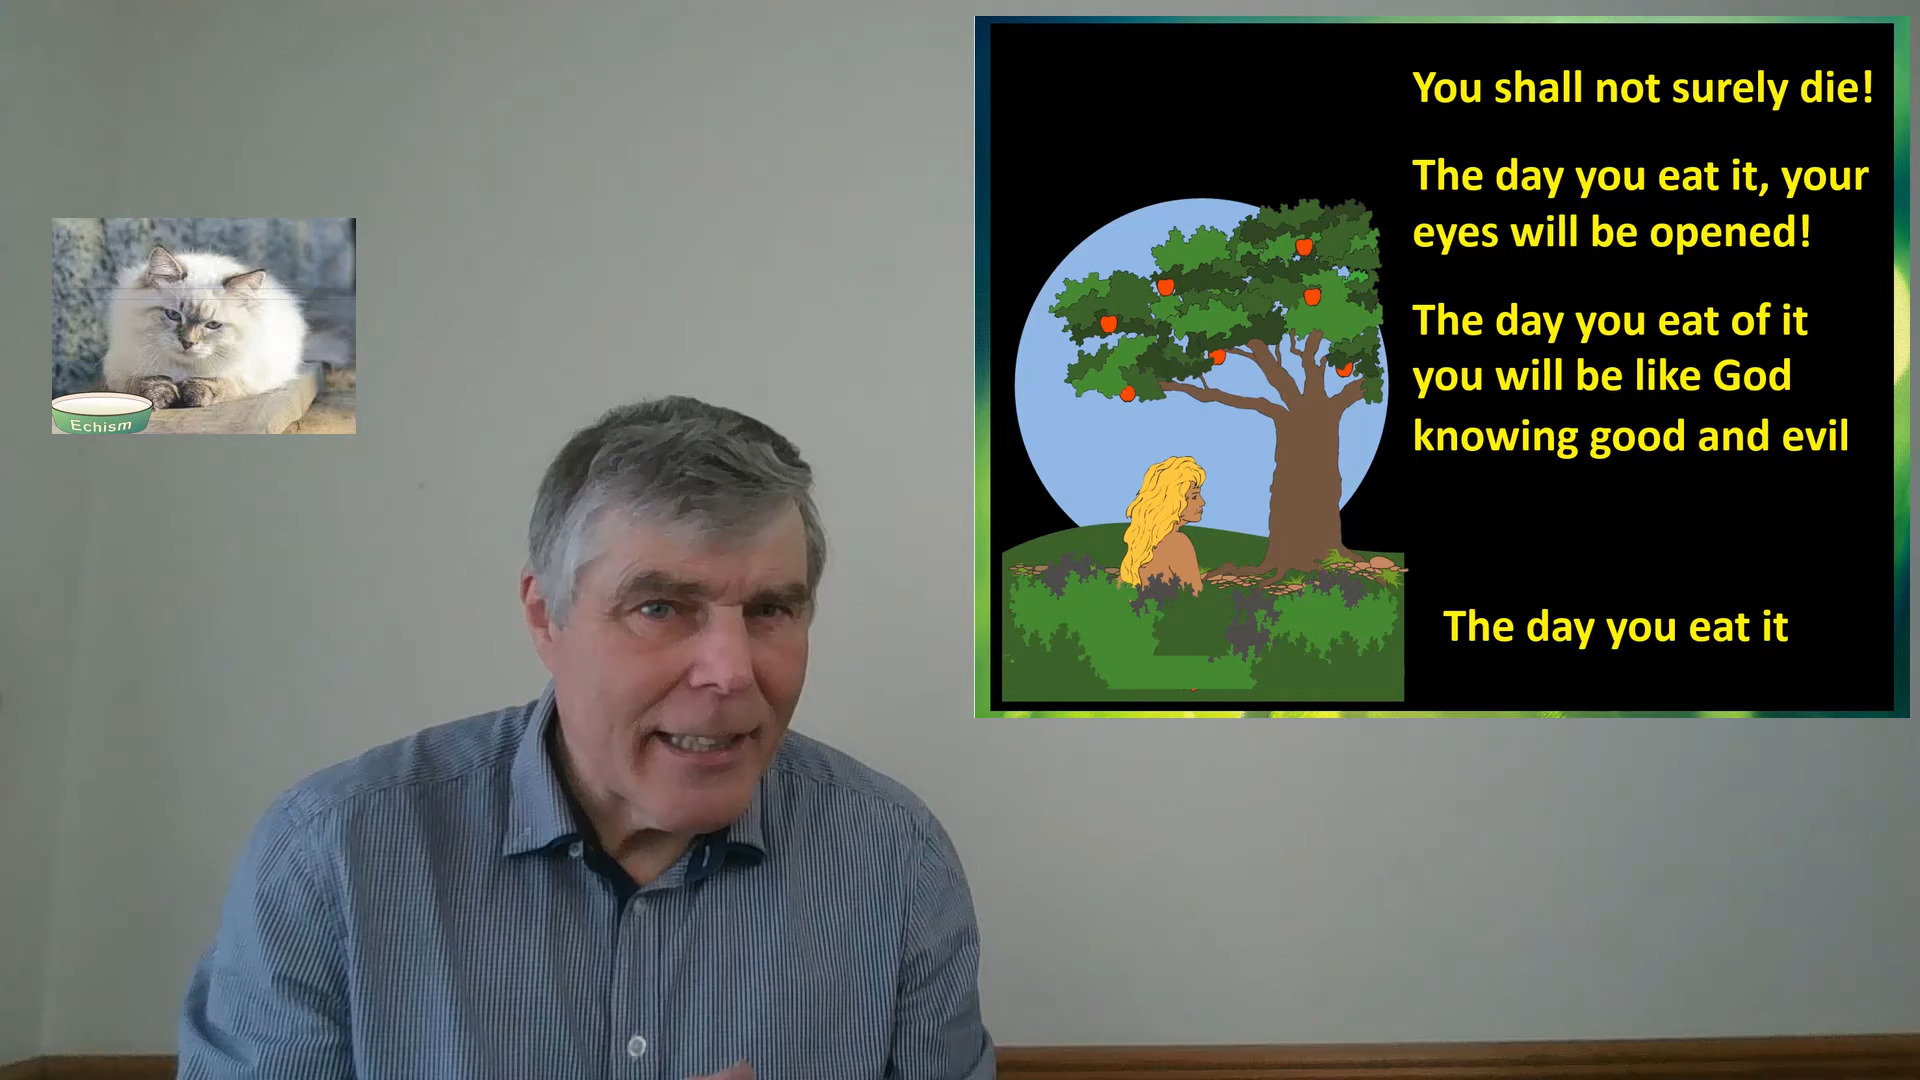 You shall not surely die!
The day you eat it, your
eyes will be opened!
The day you eat of it
you will be like God
knowing good and evil
The day you eat it
Echism